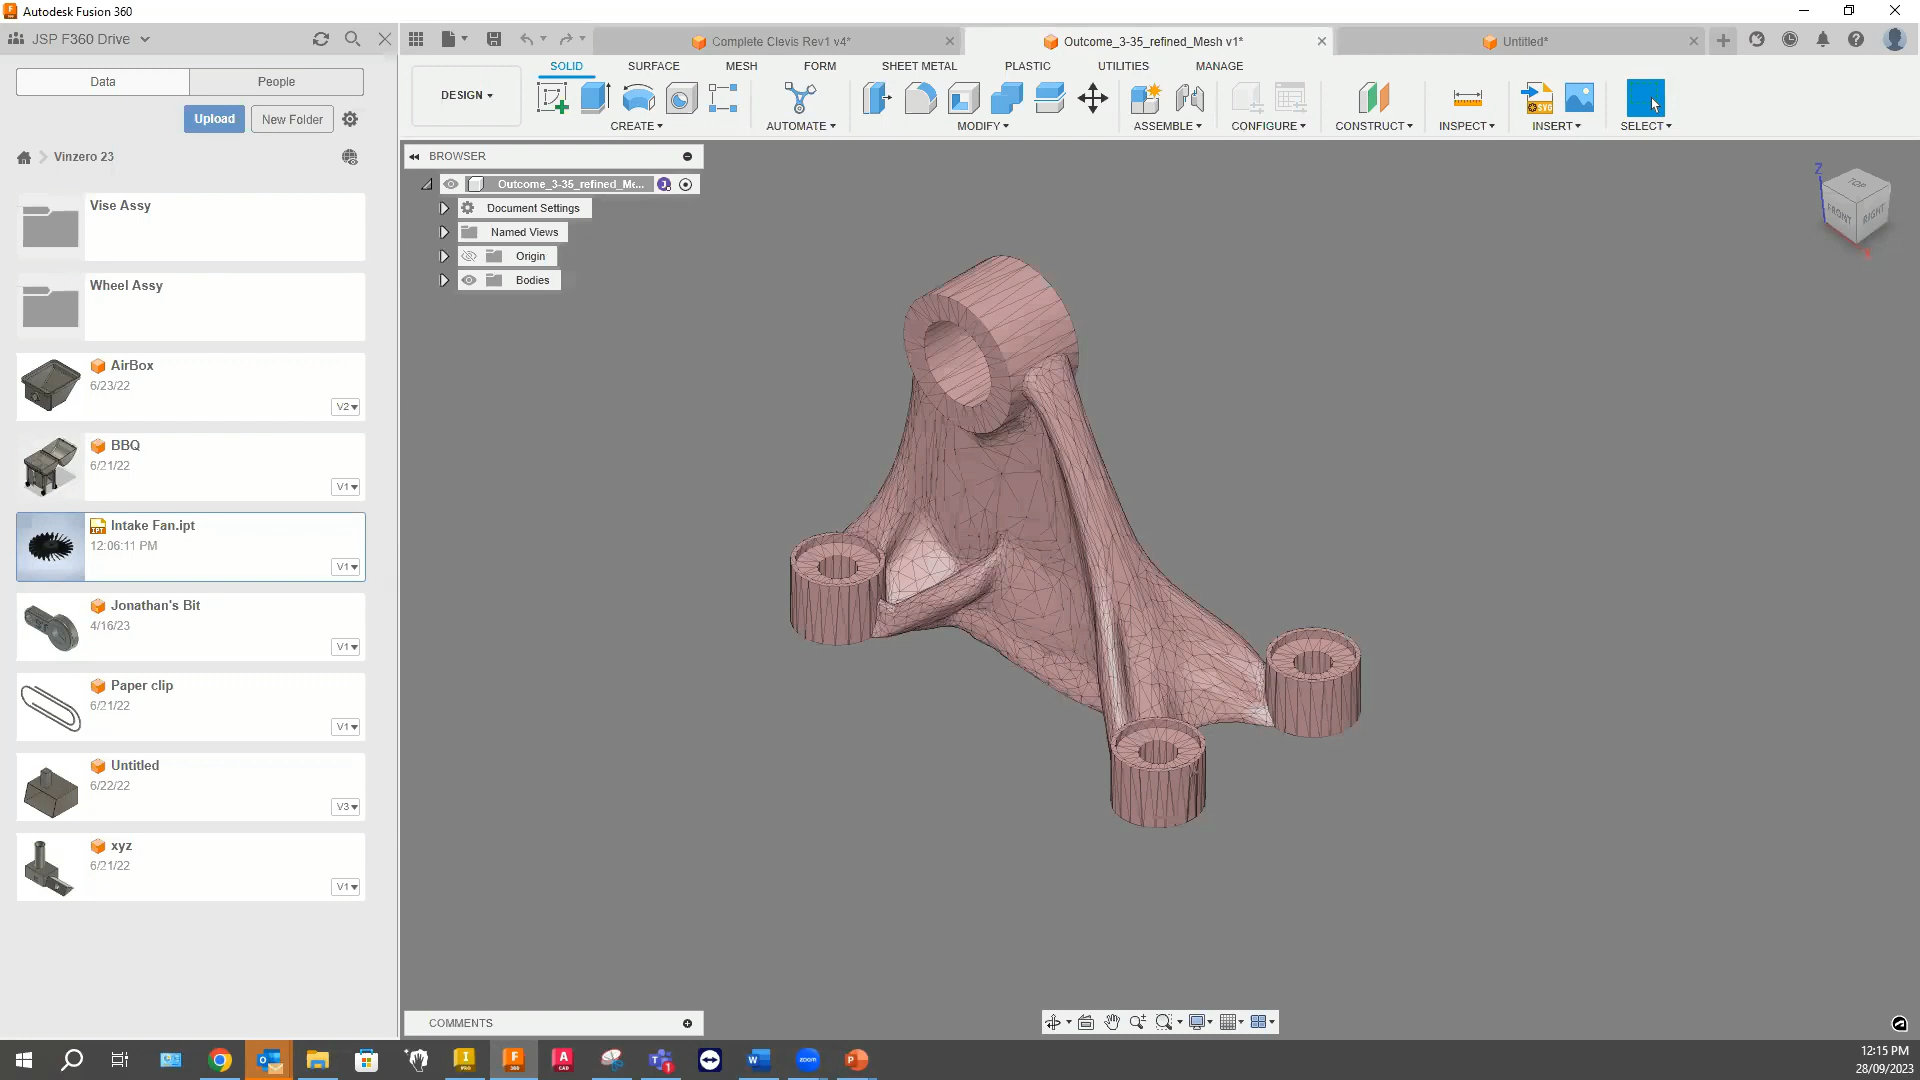 Autodesk Fusion 360
JSP F360 Drive
Data
People
Upload
New Folder
Vinzero 23
Vise Assy
Wheel Assy
AirBox
6/23/22
V2
BBQ
6/21/22
V1
Intake Fan.ipt
12:06:11 PM
V1
Jonathan's Bit
4/16/23
V1
Paper clip
6/21/22
V1
Untitled
6/22/22
V3
xyz
6/21/22
V1
Complete Clevis Rev1 v4*
Outcome_3-35_refined_Mesh v1*
Untitled*
DESIGN
SOLID
SURFACE
MESH
FORM
SHEET METAL
PLASTIC
UTILITIES
MANAGE
CREATE
AUTOMATE
MODIFY
ASSEMBLE
CONFIGURE
CONSTRUCT
INSPECT
INSERT
SELECT
BROWSER
Outcome_3-35_refined_Me...
Document Settings
Named Views
Origin
Bodies
Z
TOP
FRONT
RIGHT
X
COMMENTS
12:15 PM
28/09/2023